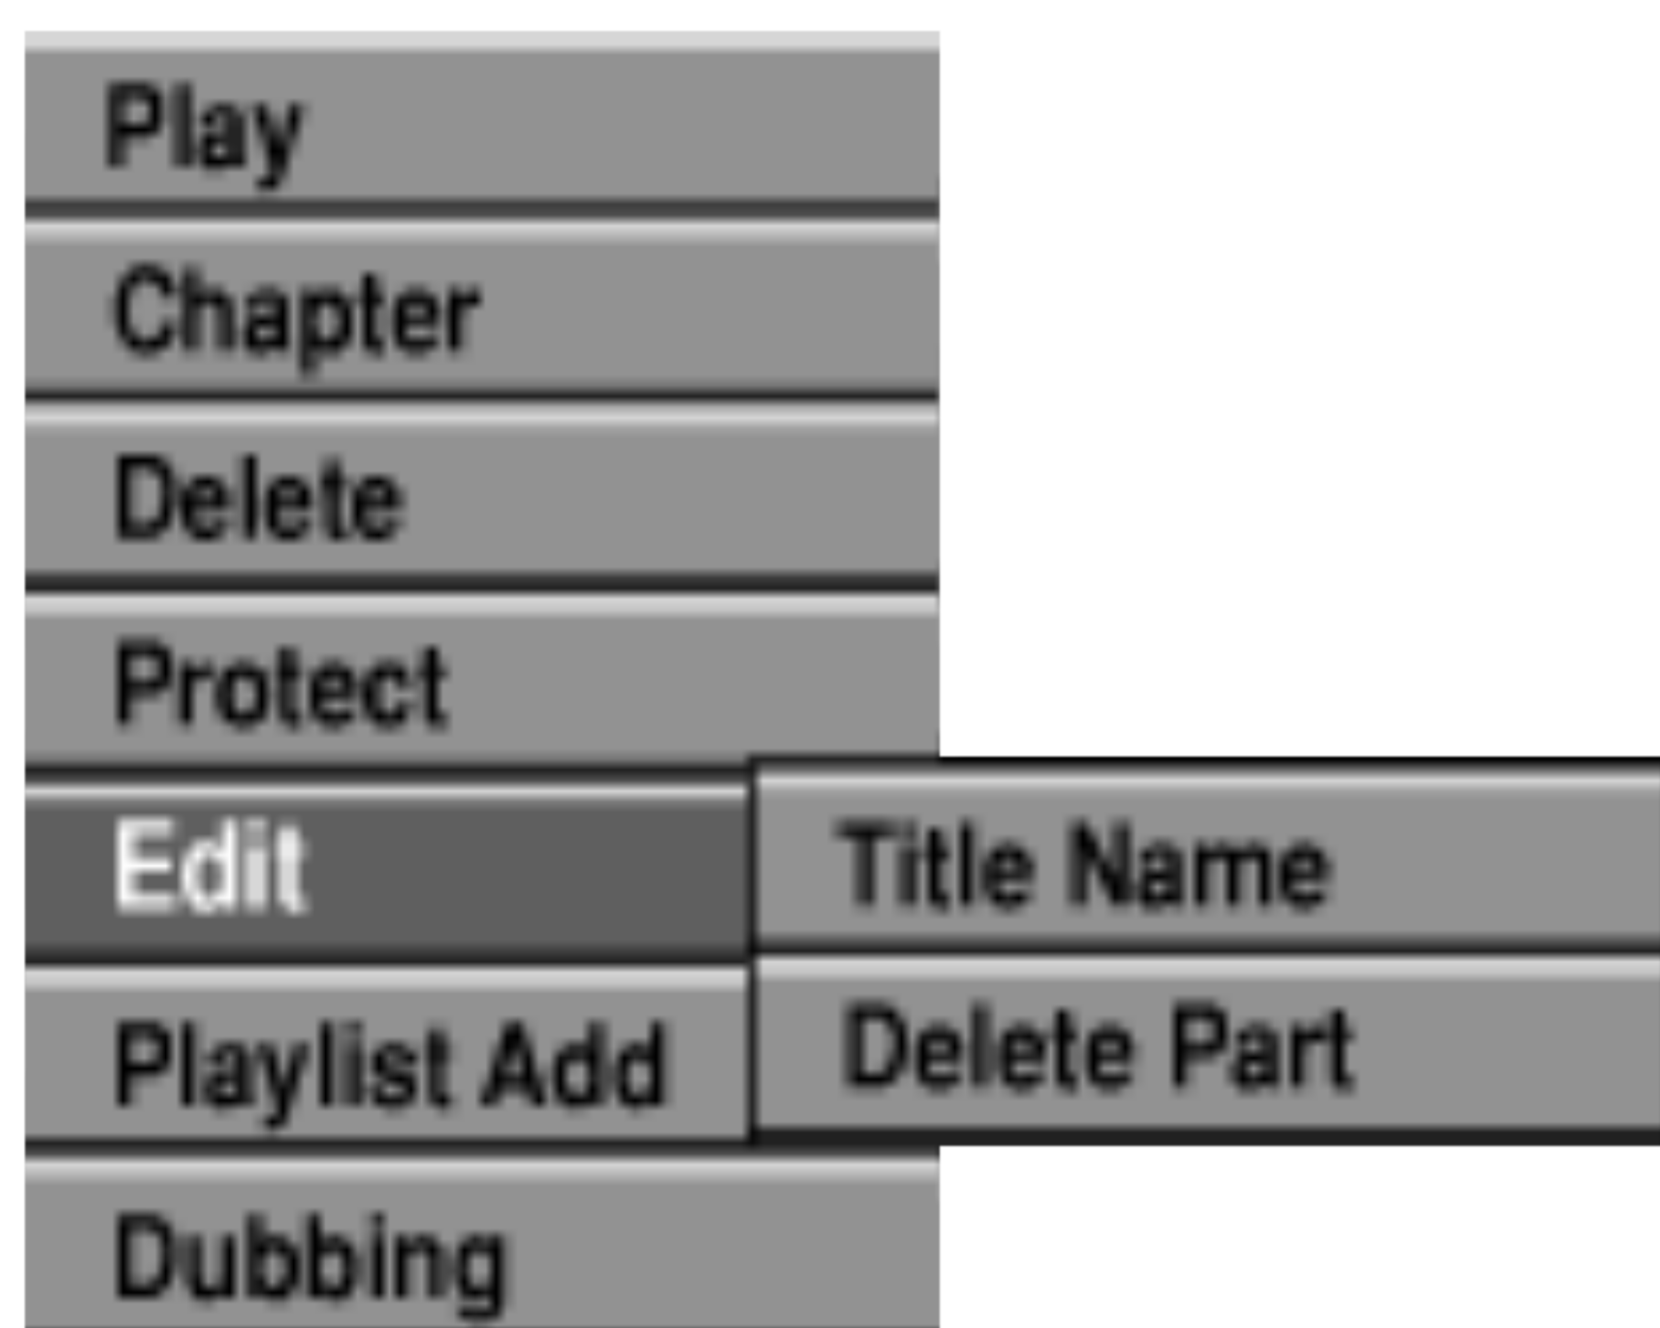 Play
Chapter
Delete
Protect
Edit
Title Name
Playlist Add
Delete Part
Dubbing